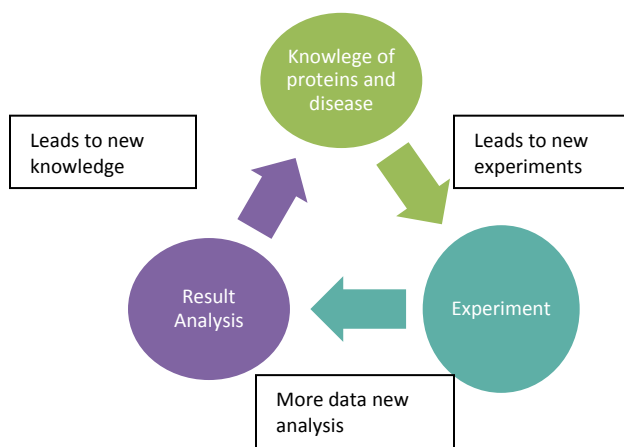 Knowlege of
proteins and
disease
Leads to new
knowledge
Leads to new
experiments
Result
Analysis
Experiment
More data new
analysis